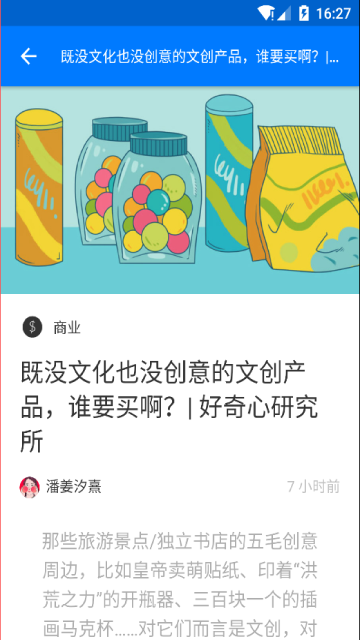 16:27
既没文化也没创意的文创产品，谁要买啊？|...
商业
既没文化也没创意的文创产
品，谁要买啊？| 好奇心研究
所
潘姜汐熹 7 小时前
那些旅游景点/独立书店的五毛创意
周边，比如皇帝卖萌贴纸、印着“洪
荒之力”的开瓶器、三百块一个的插
画马克杯……对它们而言是文创，对